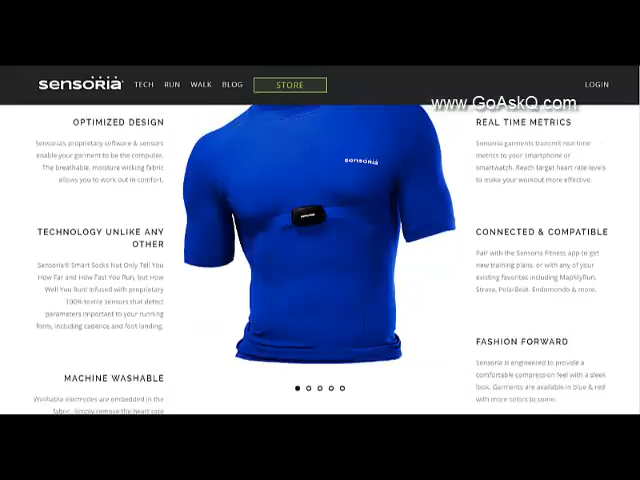 sensoria TECH RUN WALK BLOG STORE LOGIN
www.GoAskQ.com
OPTIMIZED DESIGN
Sensoria's proprietary software & sensors
enable your garment to be the computer.
The breathable, moisture wicking fabric
allows you to work out in comfort.
TECHNOLOGY UNLIKE ANY
OTHER
Sensoria® Smart Socks Not Only Tell You
How Far and How Fast You Run, but How
Well You Run! Infused with proprietary
100% textile sensors that detect
parameters important to your running
form, including cadence and foot landing.
MACHINE WASHABLE
Washable electrodes are embedded in the
fabric. Simply remove the heart rate
sensoria
REAL TIME METRICS
Sensoria garments transmit real-time
metrics to your smartphone or
smartwatch. Reach target heart rate levels
to make your workout more effective.
CONNECTED & COMPATIBLE
Pair with the Sensoria Fitness app to get
new training plans, or with any of your
existing favorites including MapMyRun,
Strava, PolarBeat, Endomondo & more.
FASHION FORWARD
Sensoria is engineered to provide a
comfortable compression feel with a sleek
look. Garments are available in blue & red
with more colors to come.